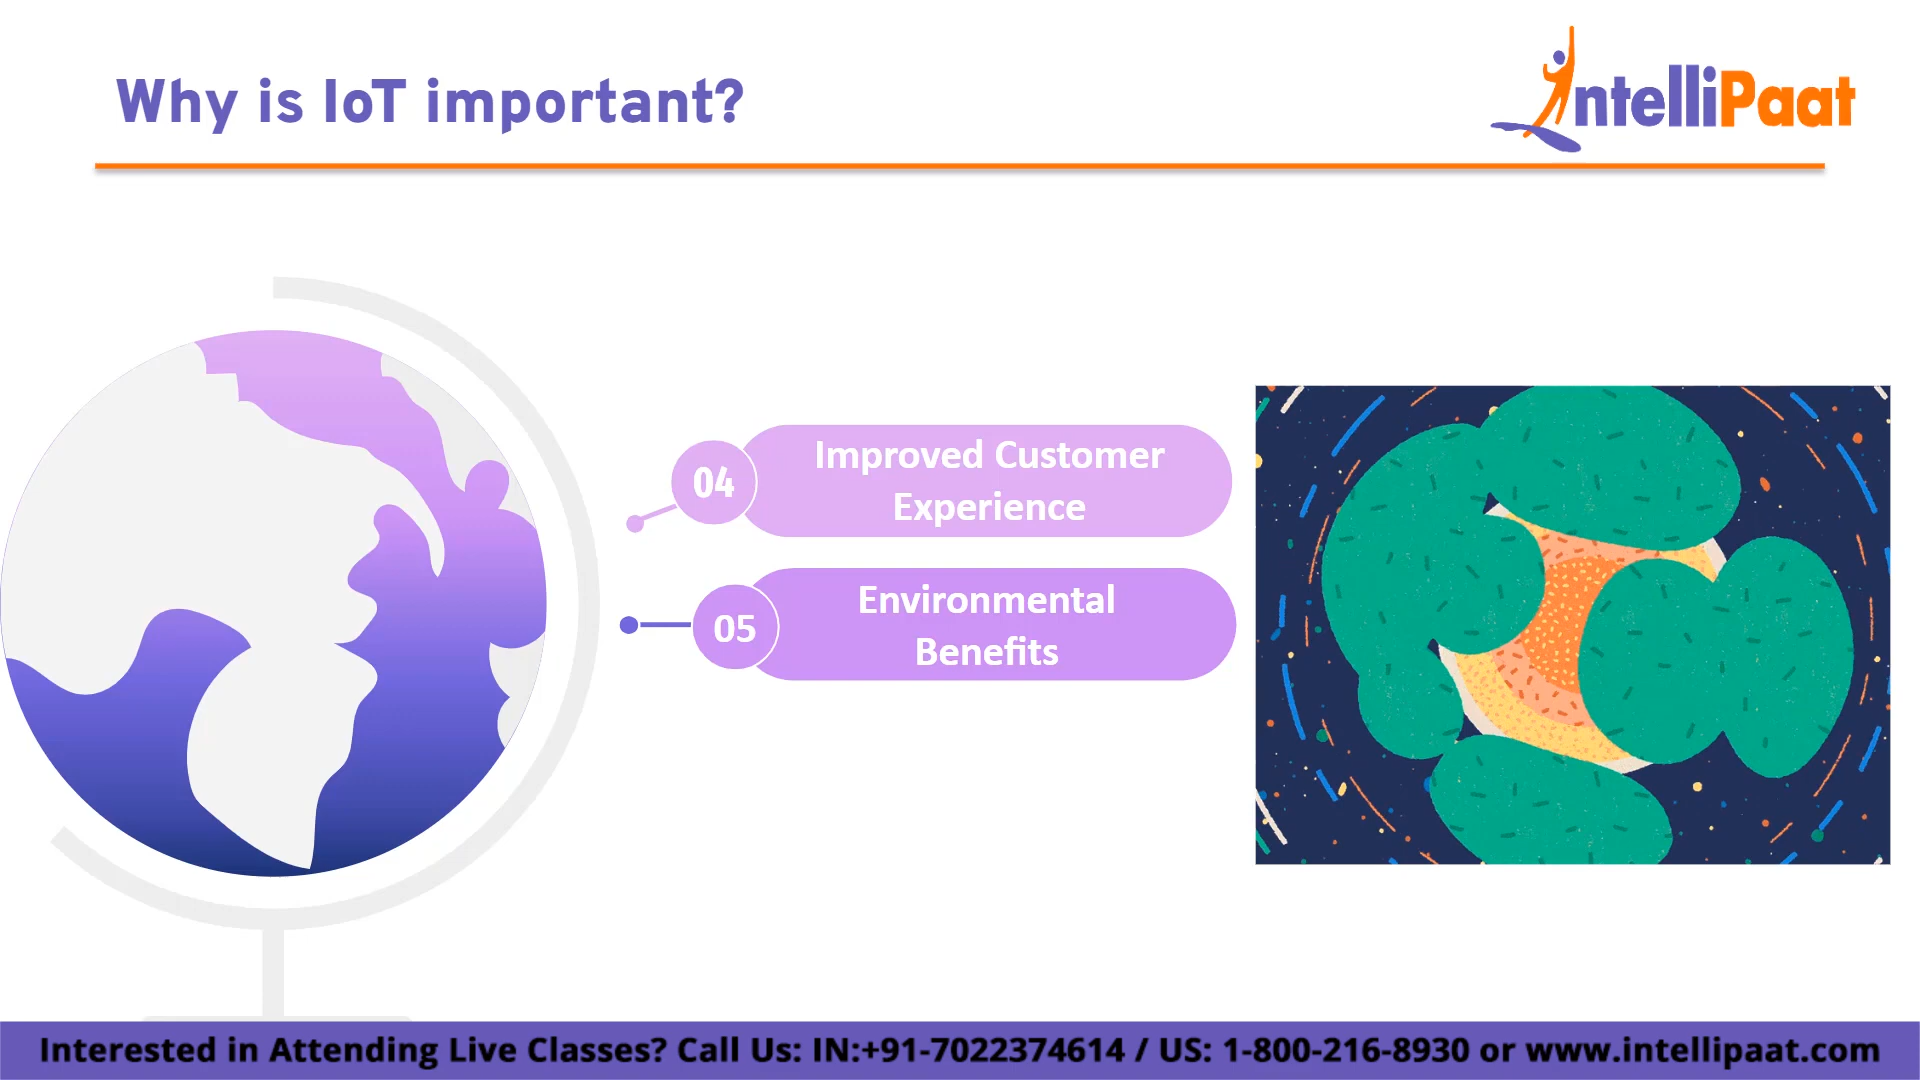 Why is IoT important?
IntelliPaat
04
Improved Customer
Experience
05
Environmental
Benefits
Interested in Attending Live Classes? Call Us: IN:+91-7022374614 / US: 1-800-216-8930 or www.intellipaat.com